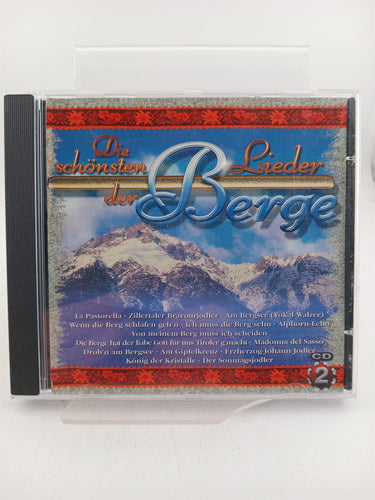 Die schönsten Lieder
der Berge
La Pastorella · Zillertaler Bravourjodler · Am Bergsee (Vokal-Walzer)
Wenn die Berg schlafen geh'n · Ich muss die Berg sehn · Alphorn Echo
Von meinem Berg muss ich scheiden
Die Berge hat der liabe Gott für uns Tiroler g'macht · Madonna del Sasso
Drob'n am Bergsee · Am Gipfelkreuz · Erzherzog-Johann-Jodler
König der Kristalle · Der Sonntagsjodler
CD
2